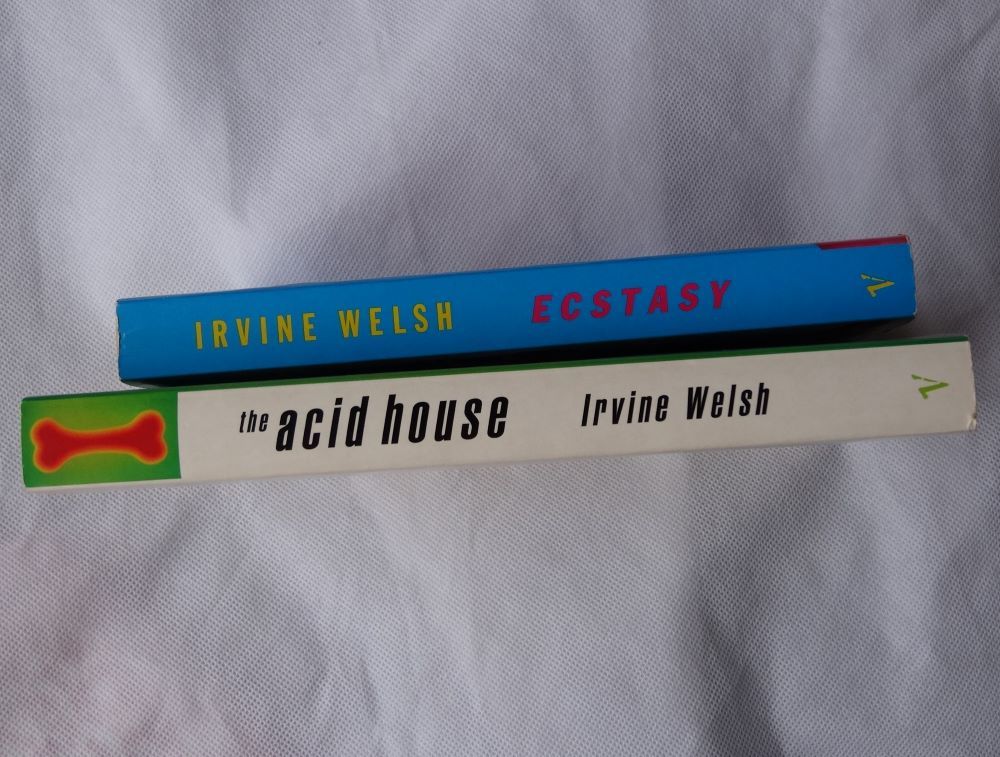 IRVINE WELSH ECSTASY V
the acid house Irvine Welsh V